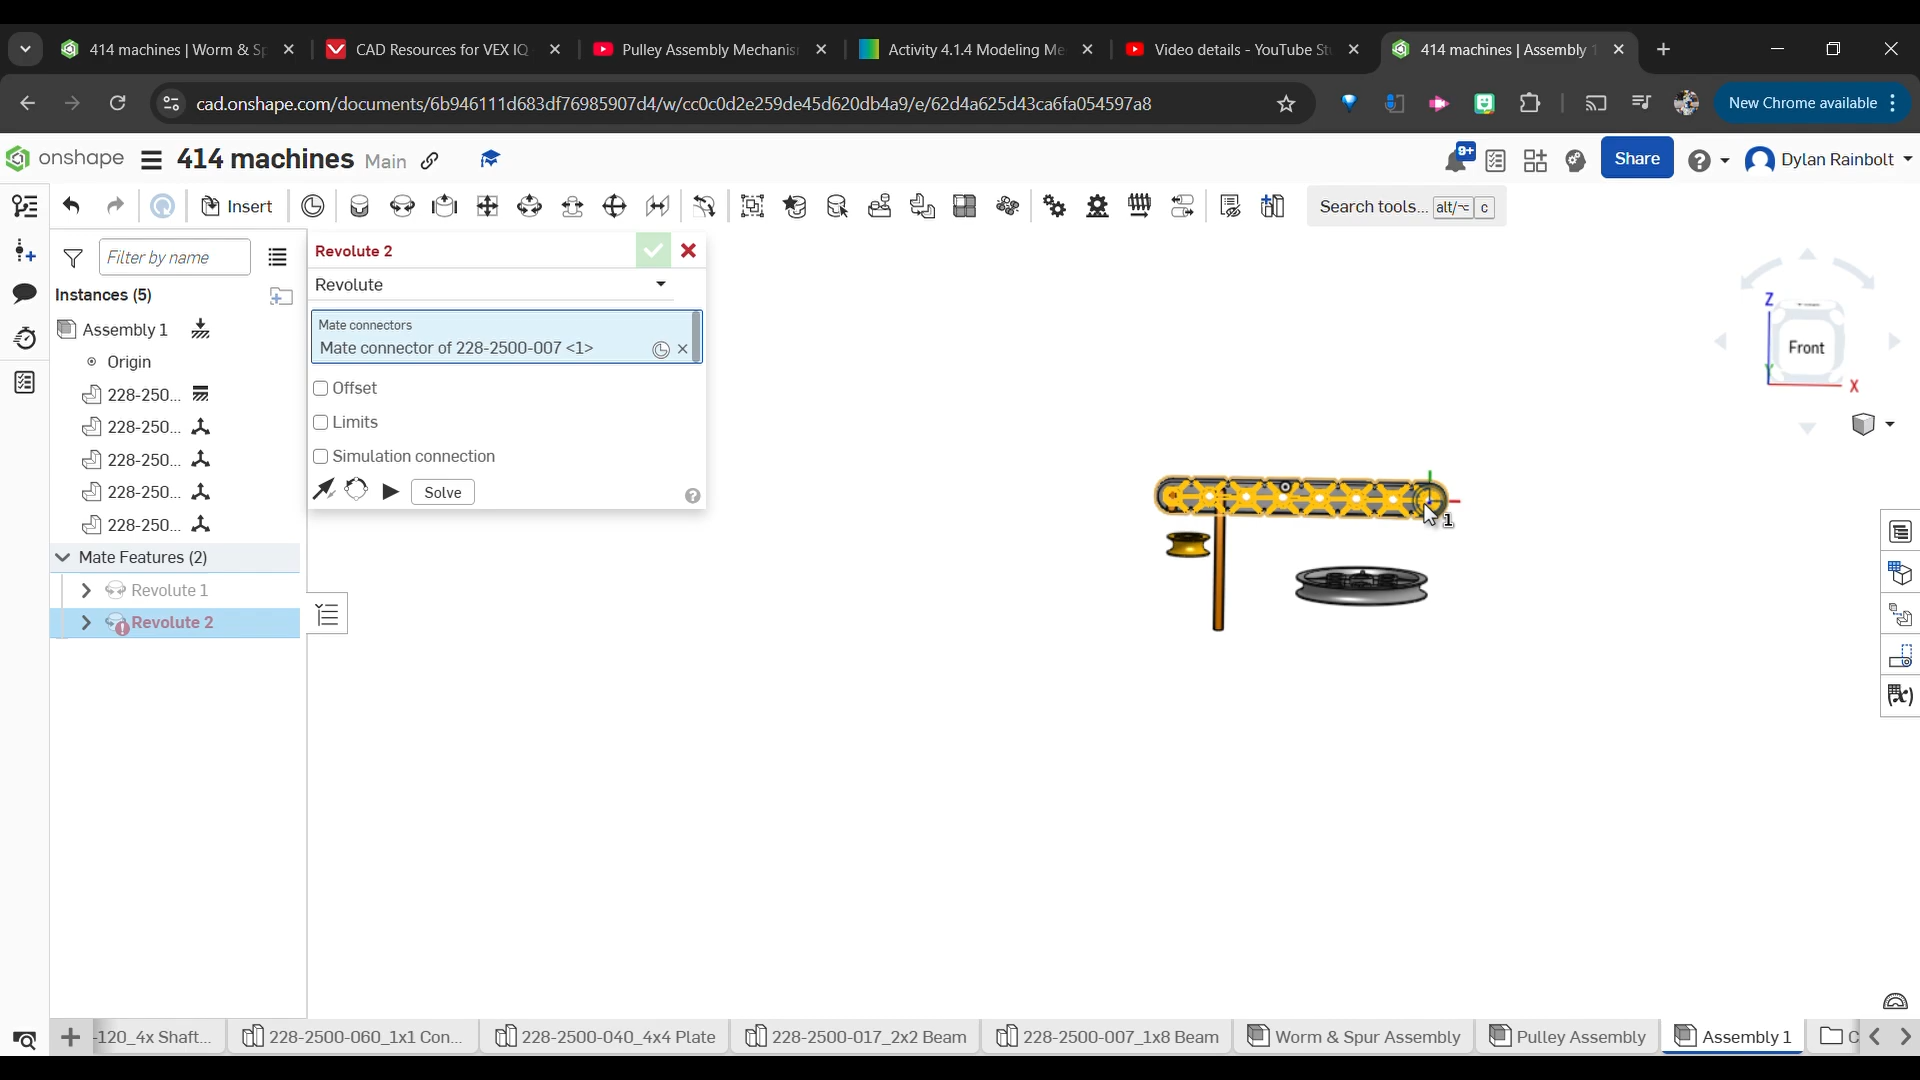 414 machines | Worm & Sp
CAD Resources for VEX IQ
Pulley Assembly Mechanis
Activity 4.1.4 Modeling Me
Video details - YouTube St
414 machines | Assembly 1
cad.onshape.com/documents/6b946111d683df76985907d4/w/cc0c0d2e259de45d620db4a9/e/62d4a625d43ca6fa054597a8
New Chrome available
onshape
414 machines
Main
9+
Share
Dylan Rainbolt
Insert
Search tools... alt/⌥ c
Filter by name
Instances (5)
Assembly 1
Origin
228-250...
228-250...
228-250...
228-250...
228-250...
Mate Features (2)
Revolute 1
Revolute 2
Revolute 2
Revolute
Mate connectors
Mate connector of 228-2500-007 <1>
Offset
Limits
Simulation connection
Solve
1
Z
Front
Y
X
-120_4x Shaft...
228-2500-060_1x1 Con...
228-2500-040_4x4 Plate
228-2500-017_2x2 Beam
228-2500-007_1x8 Beam
Worm & Spur Assembly
Pulley Assembly
Assembly 1
C